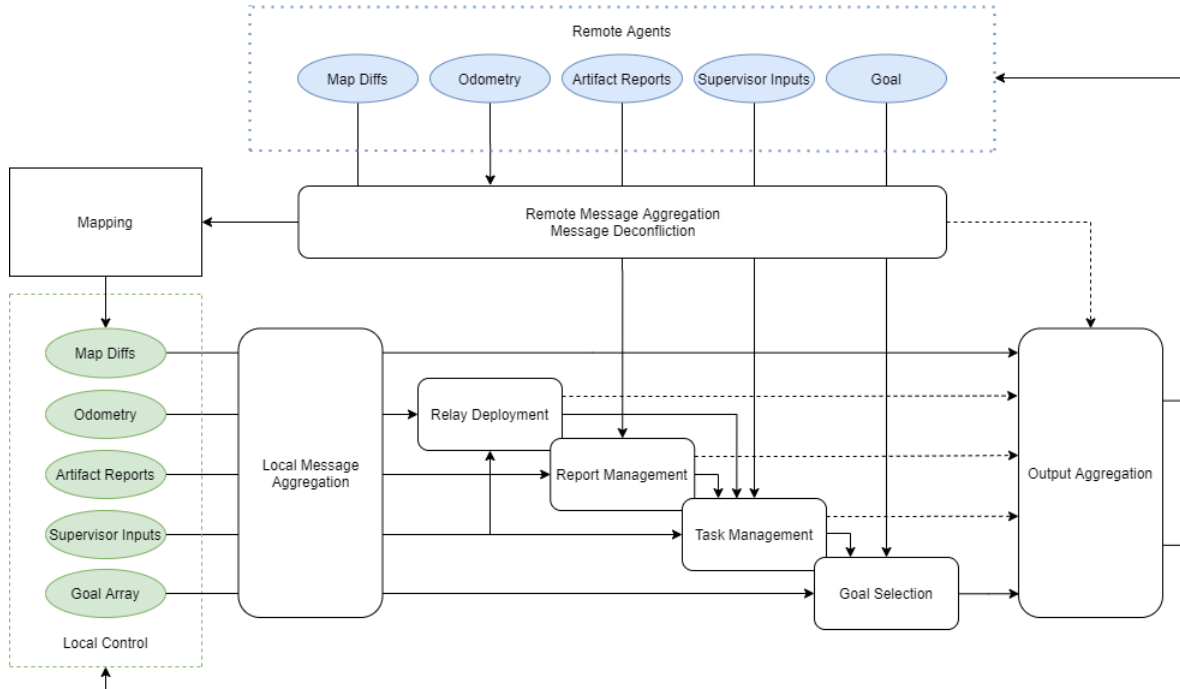 Remote Agents
Map Diffs
Odometry
Artifact Reports
Supervisor Inputs
Goal
Mapping
Remote Message Aggregation
Message Deconfliction
Map Diffs
Odometry
Artifact Reports
Supervisor Inputs
Goal Array
Local Control
Local Message
Aggregation
Relay Deployment
Report Management
Task Management
Goal Selection
Output Aggregation